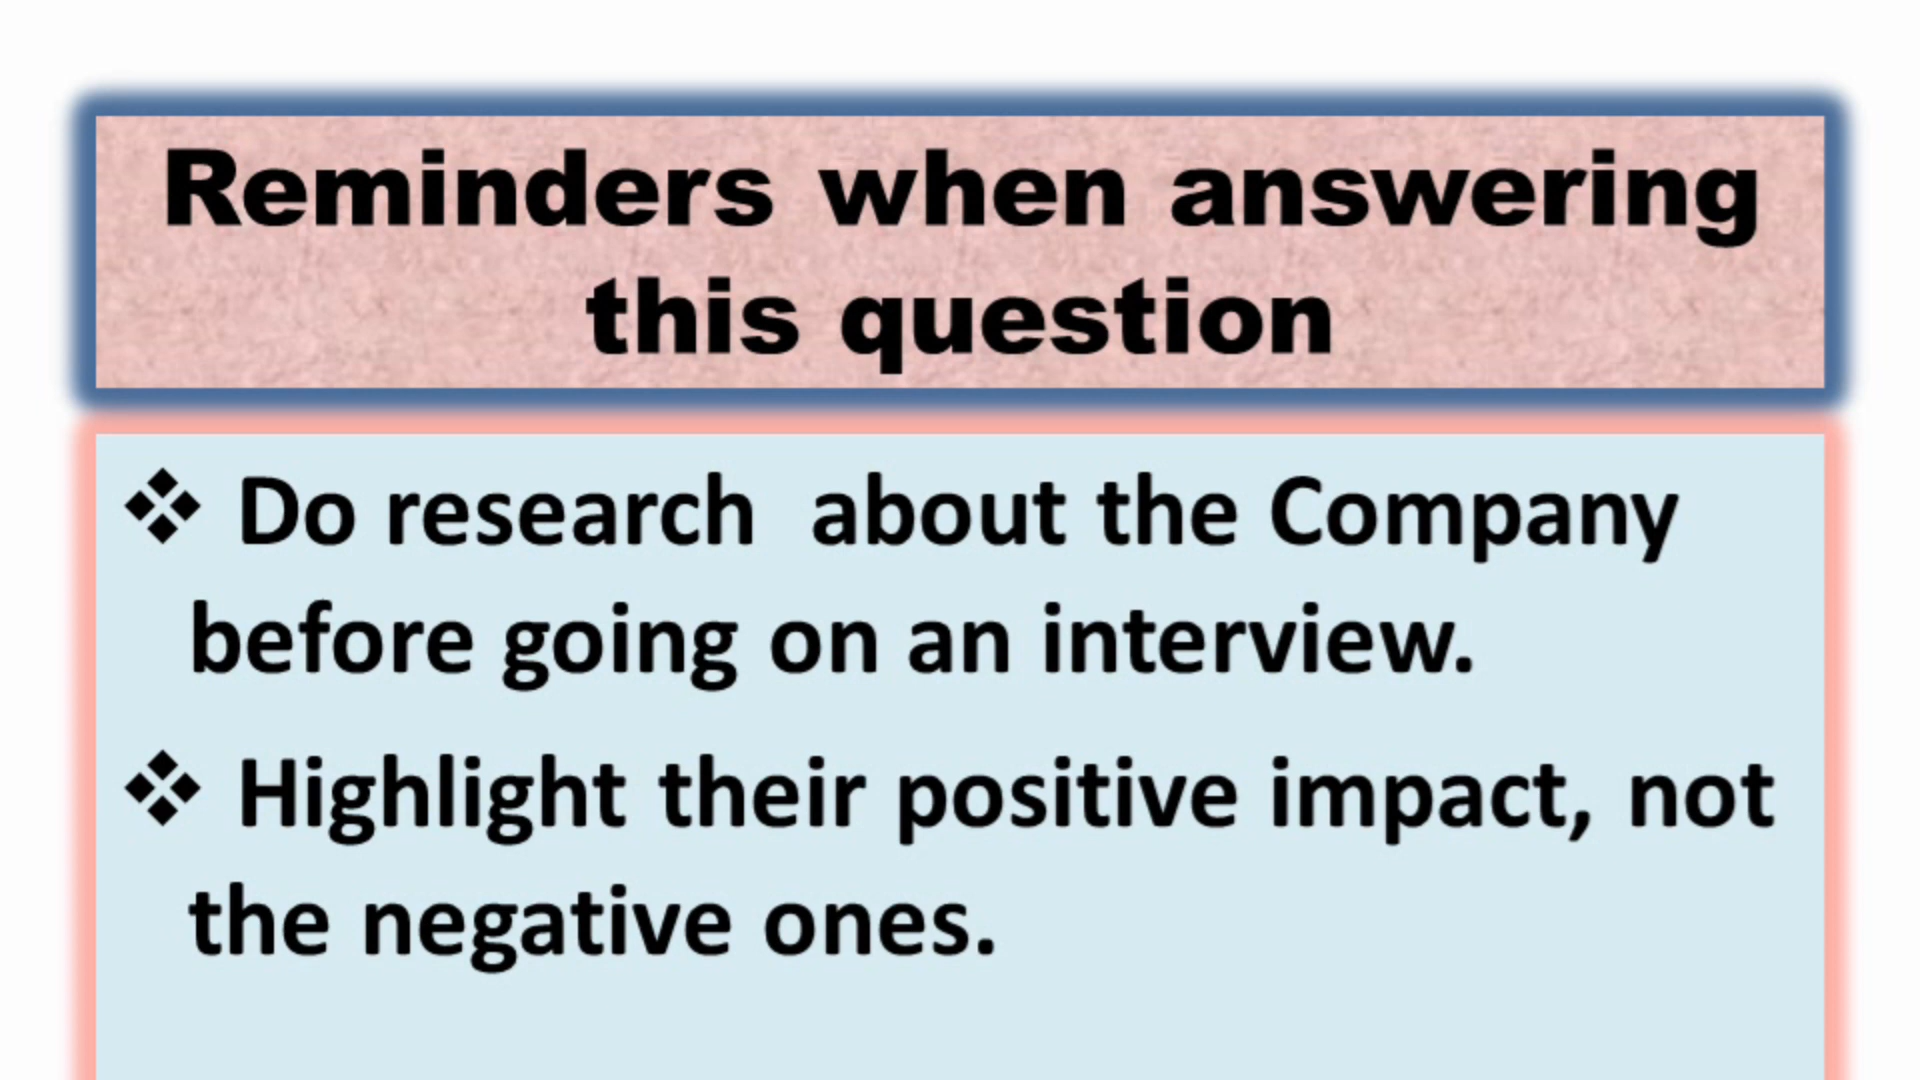 Reminders when answering
this question
❖ Do research  about the Company
before going on an interview.
❖ Highlight their positive impact, not
the negative ones.